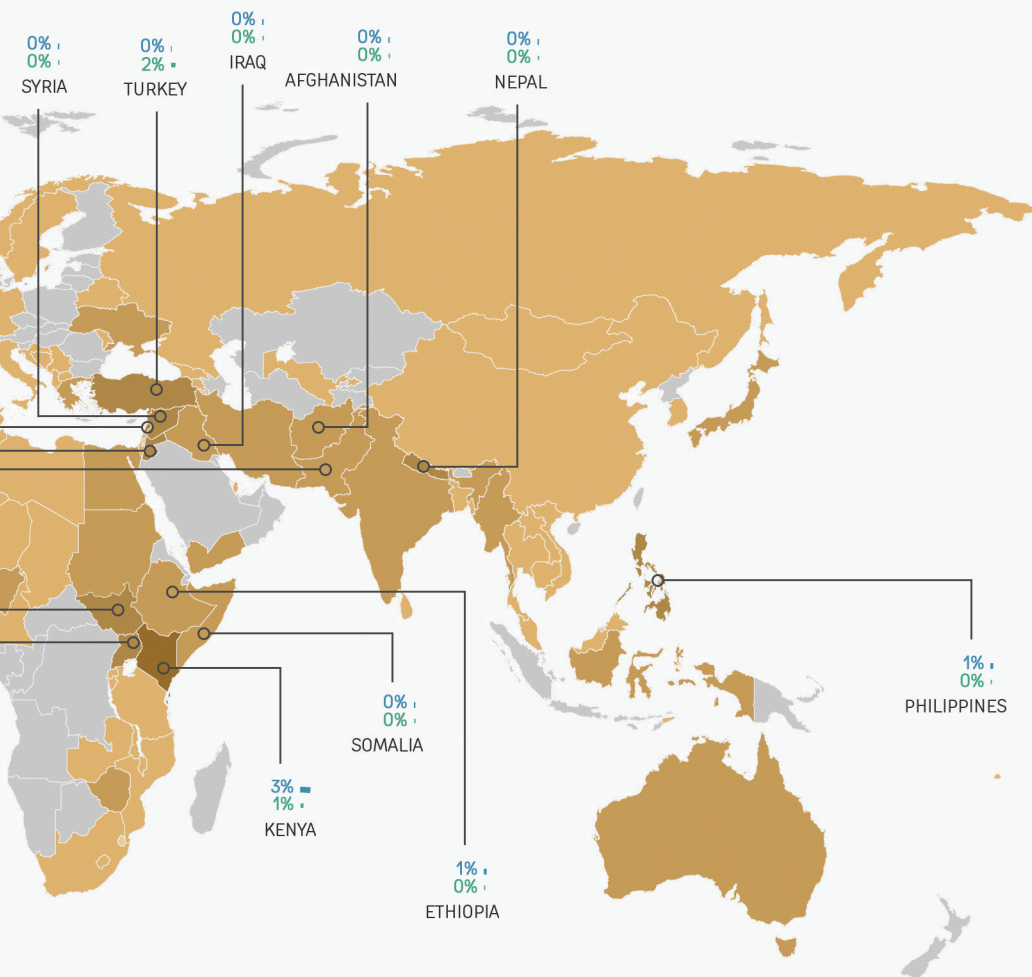 0%
0%
SYRIA
0%
2%
TURKEY
0%
0%
IRAQ
0%
0%
AFGHANISTAN
0%
0%
NEPAL
1%
0%
PHILIPPINES
0%
0%
SOMALIA
3%
1%
KENYA
1%
0%
ETHIOPIA